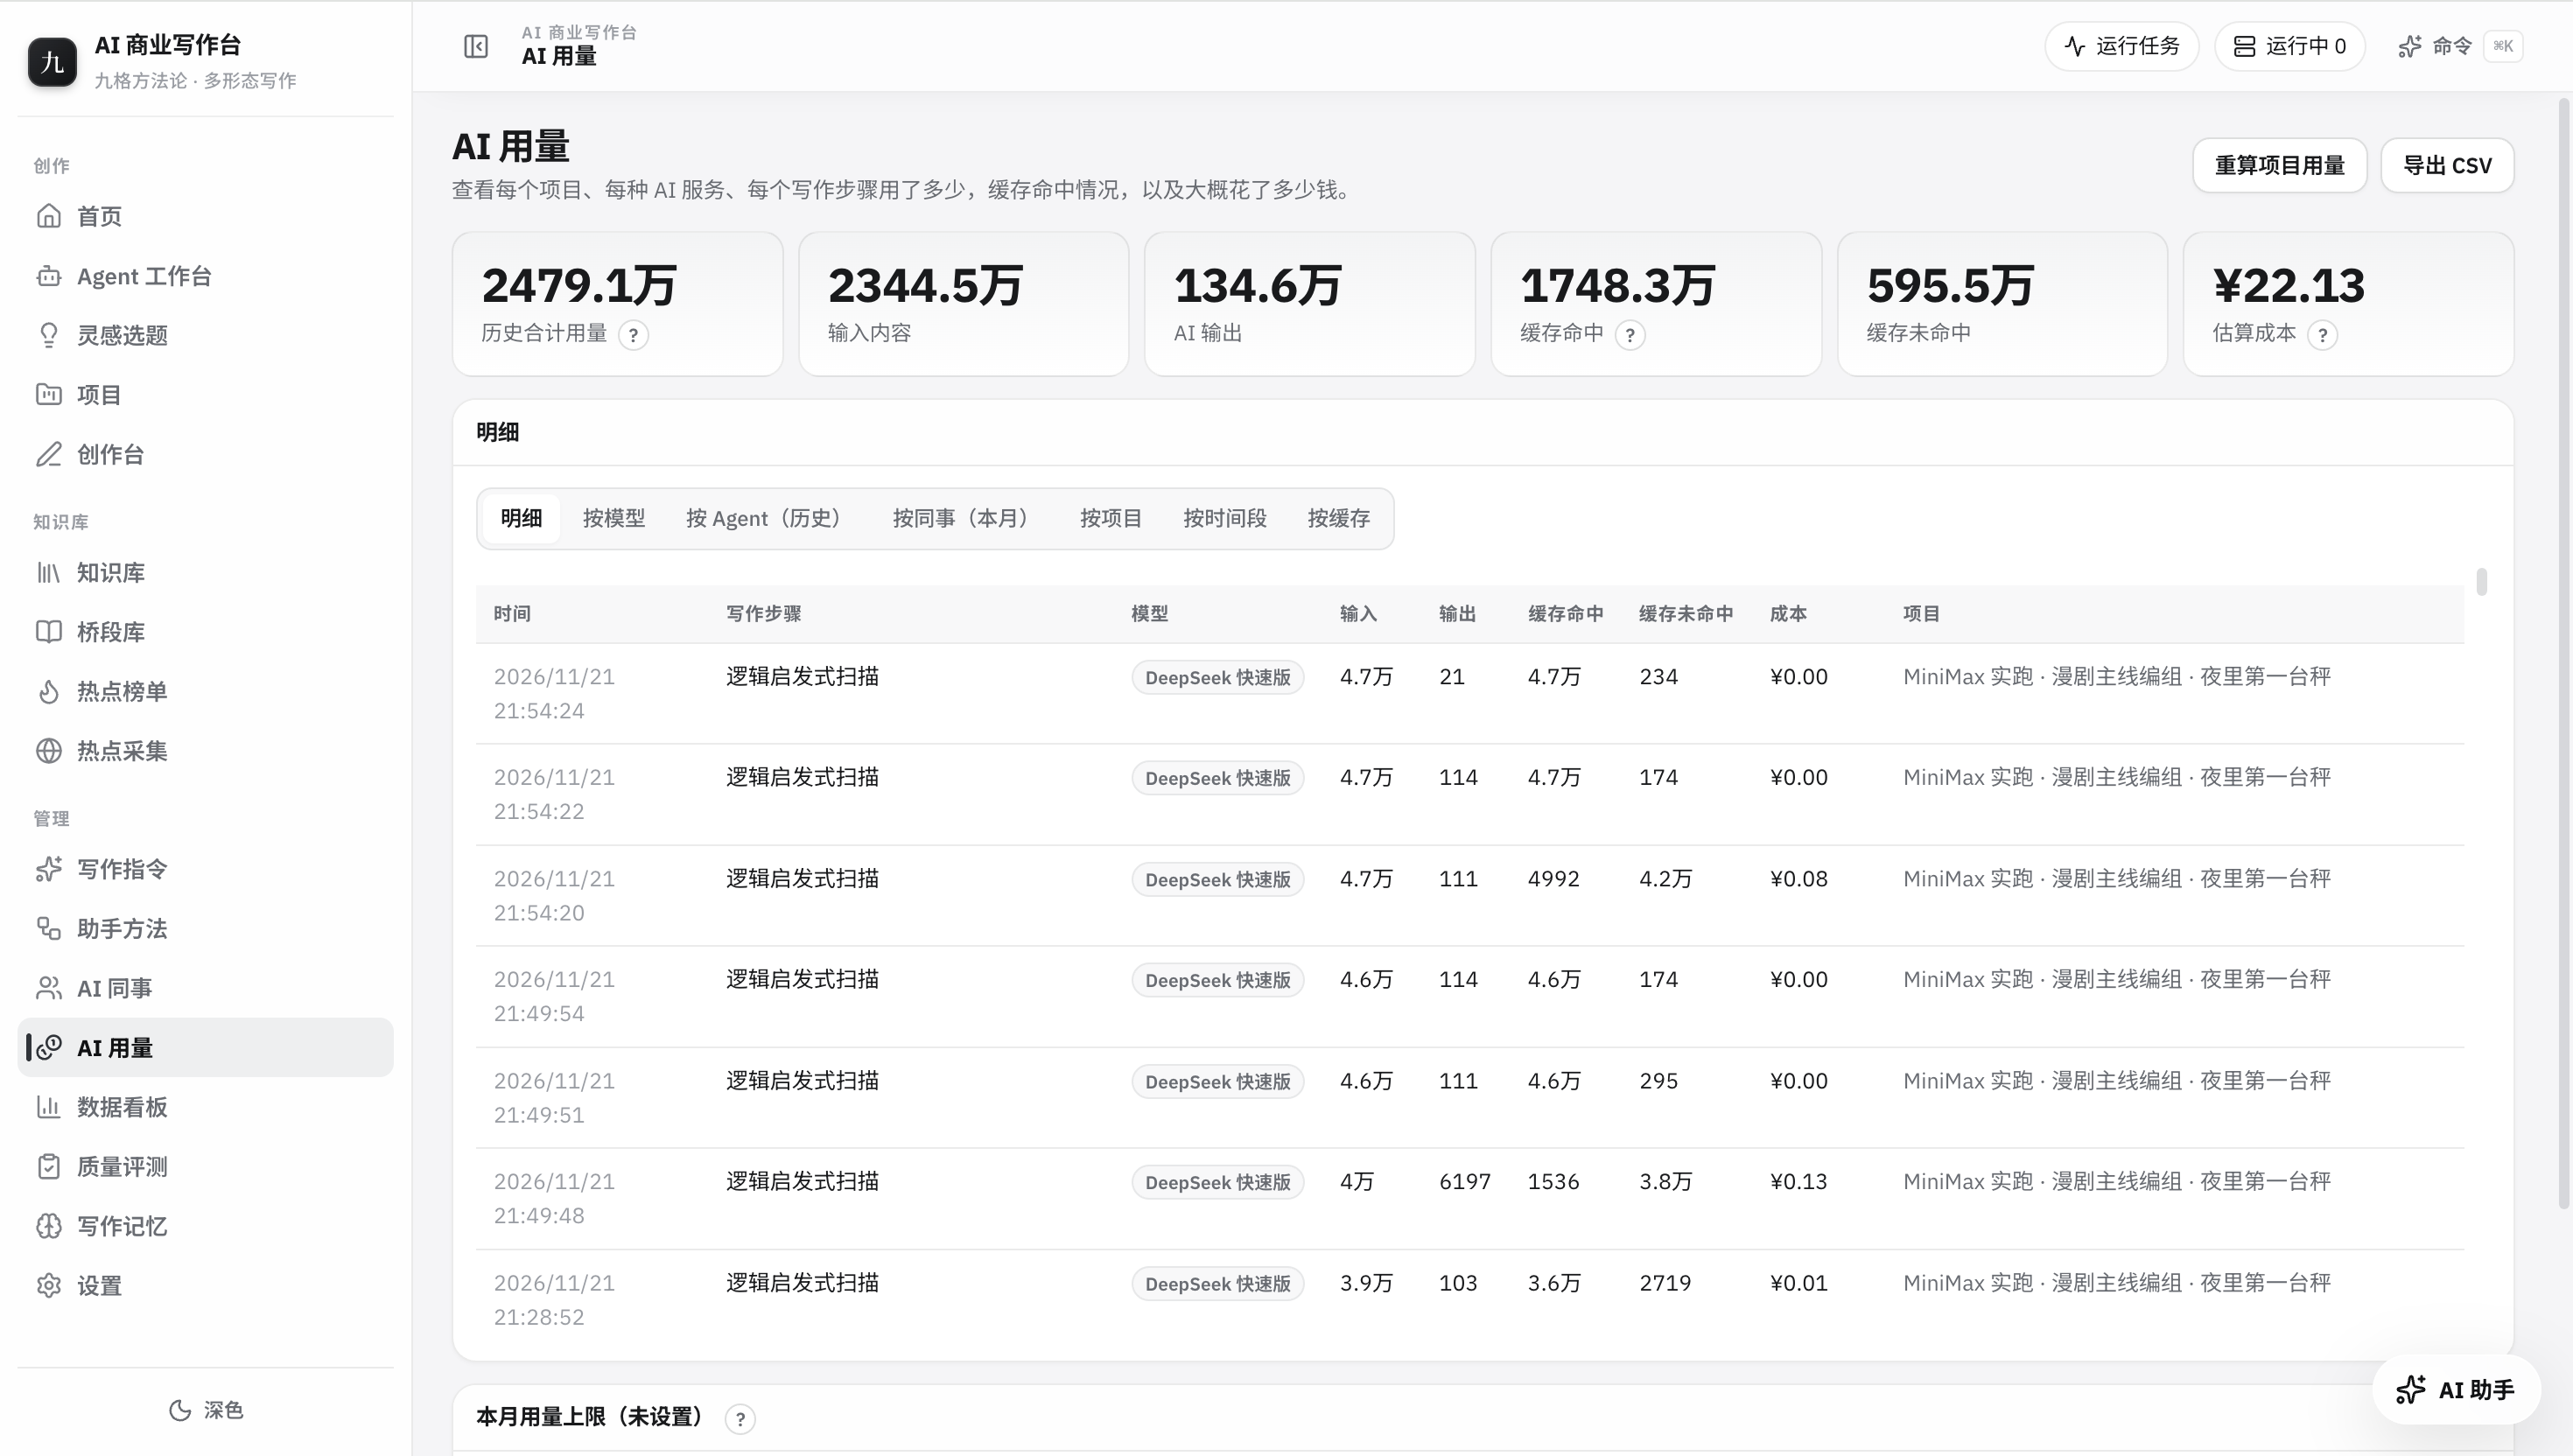 九
AI 商业写作台
九格方法论 · 多形态写作
创作
首页
Agent 工作台
灵感选题
项目
创作台
知识库
知识库
桥段库
热点榜单
热点采集
管理
写作指令
助手方法
AI 同事
AI 用量
数据看板
质量评测
写作记忆
设置
深色
AI 商业写作台
AI 用量
运行任务
运行中 0
命令 ⌘K
AI 用量
查看每个项目、每种 AI 服务、每个写作步骤用了多少，缓存命中情况，以及大概花了多少钱。
重算项目用量
导出 CSV
2479.1万
历史合计用量 ?
2344.5万
输入内容
134.6万
AI 输出
1748.3万
缓存命中 ?
595.5万
缓存未命中
¥22.13
估算成本 ?
明细
明细 按模型 按 Agent（历史） 按同事（本月） 按项目 按时间段 按缓存
时间 写作步骤 模型 输入 输出 缓存命中 缓存未命中 成本 项目
2026/11/21 逻辑启发式扫描 DeepSeek 快速版 4.7万 21 4.7万 234 ¥0.00 MiniMax 实跑 · 漫剧主线编组 · 夜里第一台秤
21:54:24
2026/11/21 逻辑启发式扫描 DeepSeek 快速版 4.7万 114 4.7万 174 ¥0.00 MiniMax 实跑 · 漫剧主线编组 · 夜里第一台秤
21:54:22
2026/11/21 逻辑启发式扫描 DeepSeek 快速版 4.7万 111 4992 4.2万 ¥0.08 MiniMax 实跑 · 漫剧主线编组 · 夜里第一台秤
21:54:20
2026/11/21 逻辑启发式扫描 DeepSeek 快速版 4.6万 114 4.6万 174 ¥0.00 MiniMax 实跑 · 漫剧主线编组 · 夜里第一台秤
21:49:54
2026/11/21 逻辑启发式扫描 DeepSeek 快速版 4.6万 111 4.6万 295 ¥0.00 MiniMax 实跑 · 漫剧主线编组 · 夜里第一台秤
21:49:51
2026/11/21 逻辑启发式扫描 DeepSeek 快速版 4万 6197 1536 3.8万 ¥0.13 MiniMax 实跑 · 漫剧主线编组 · 夜里第一台秤
21:49:48
2026/11/21 逻辑启发式扫描 DeepSeek 快速版 3.9万 103 3.6万 2719 ¥0.01 MiniMax 实跑 · 漫剧主线编组 · 夜里第一台秤
21:28:52
本月用量上限（未设置） ?
AI 助手